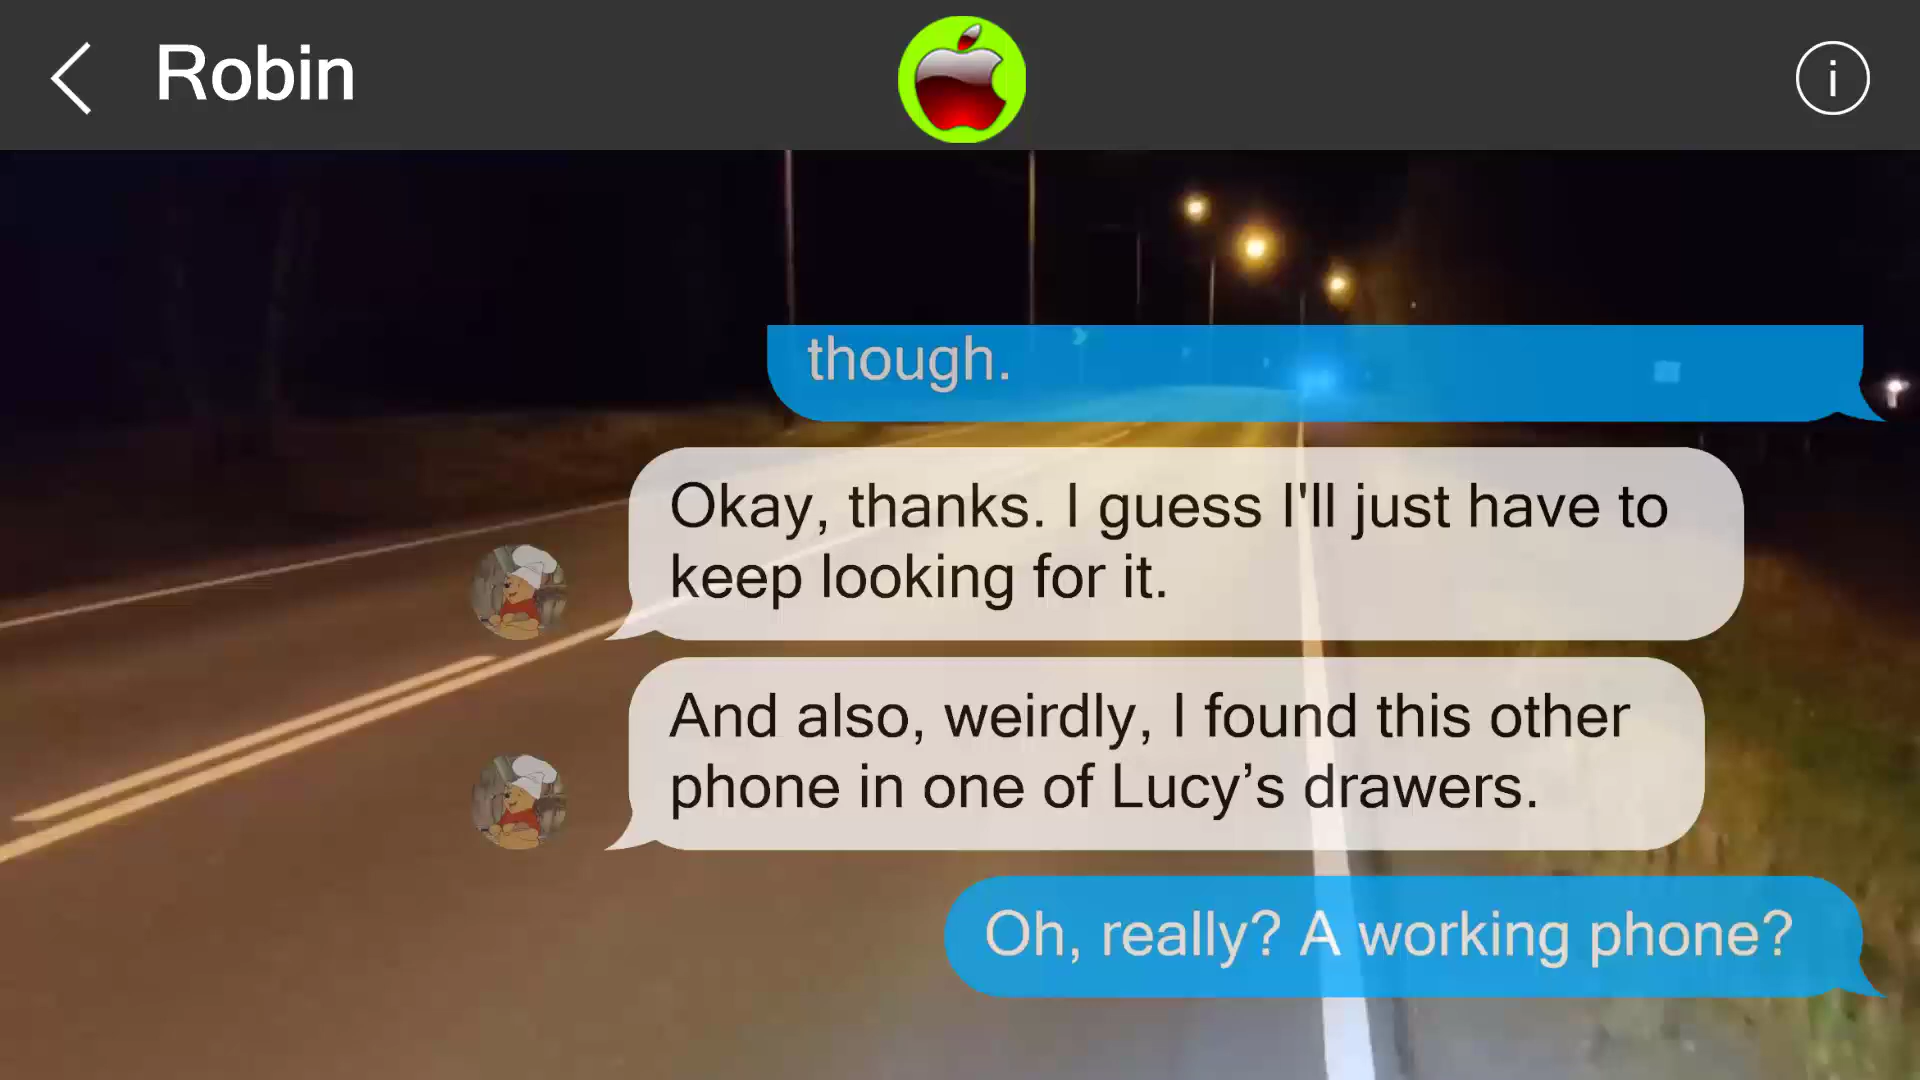 Robin
i
though.
Okay, thanks. I guess I'll just have to
keep looking for it.
And also, weirdly, I found this other
phone in one of Lucy’s drawers.
Oh, really? A working phone?